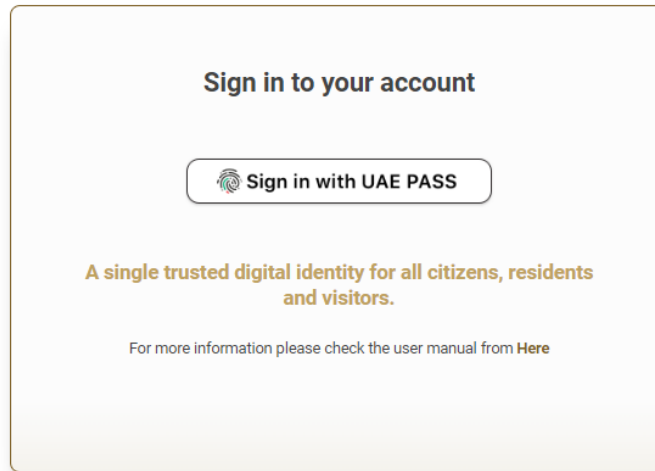 Sign in to your account
Sign in with UAE PASS
A single trusted digital identity for all citizens, residents
and visitors.
For more information please check the user manual from Here